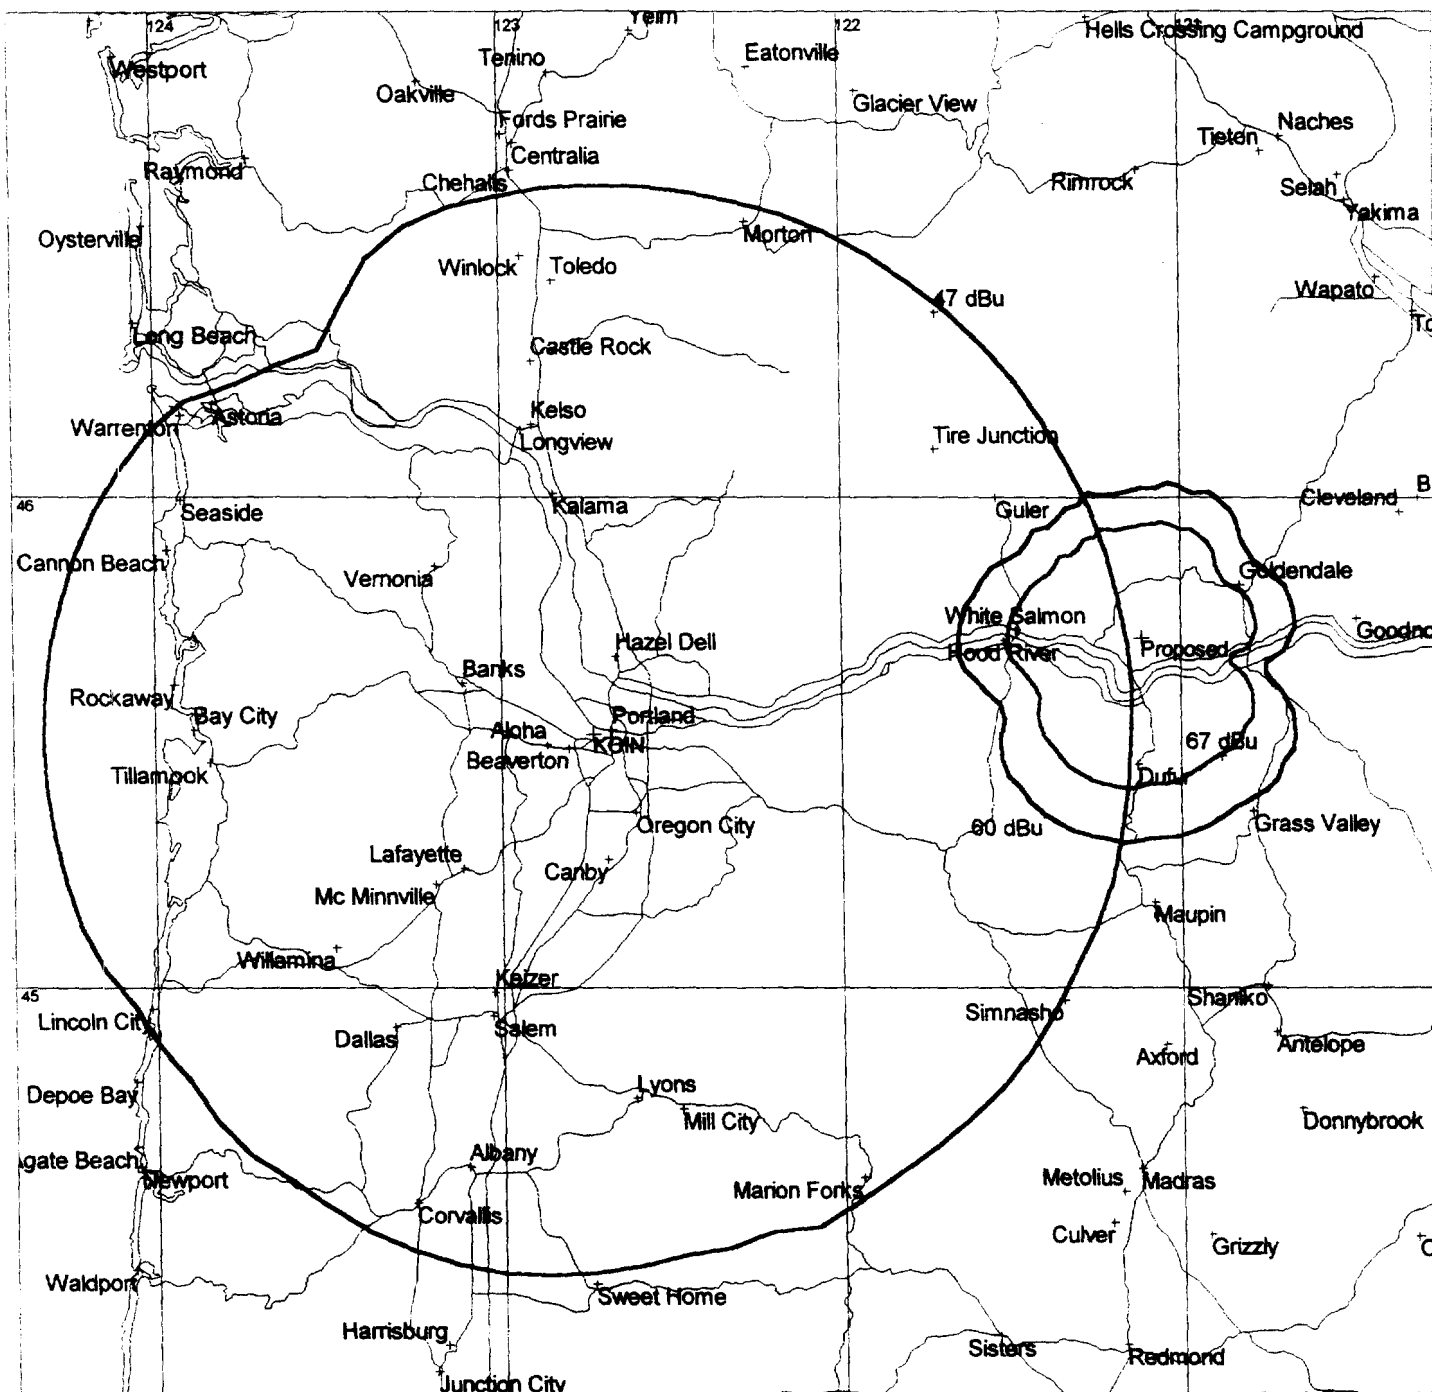 124
123
122
121
Yelm
Hells Crossing Campground
Tenino
Eatonville
Westport
Oakville
Glacier View
Fords Prairie
Naches
Tieton
Centralia
Raymond
Chehalis
Rimrock
Selah
Yakima
Oysterville
Morton
Winlock
Toledo
Wapato
47 dBu
To
Long Beach
Castle Rock
Kelso
Astoria
Warrenton
Longview
Tire Junction
B
46
Kalama
Cleveland
Seaside
Guler
Cannon Beach
Vernonia
Goldendale
White Salmon
Goodno
Hazel Dell
Hood River
Proposed
Banks
Rockaway
Bay City
Portland
Aloha
KOIN
67 dBu
Beaverton
Tillamook
Dufur
Oregon City
60 dBu
Grass Valley
Lafayette
Canby
Mc Minnville
Maupin
Willamina
Keizer
45
Shaniko
Lincoln City
Simnasho
Salem
Dallas
Antelope
Axford
Lyons
Depoe Bay
Mill City
Donnybrook
Albany
Agate Beach
Newport
Metolius
Madras
Marion Forks
Corvallis
Culver
Grizzly
Waldport
Sweet Home
Harrisburg
Sisters
Redmond
Junction City